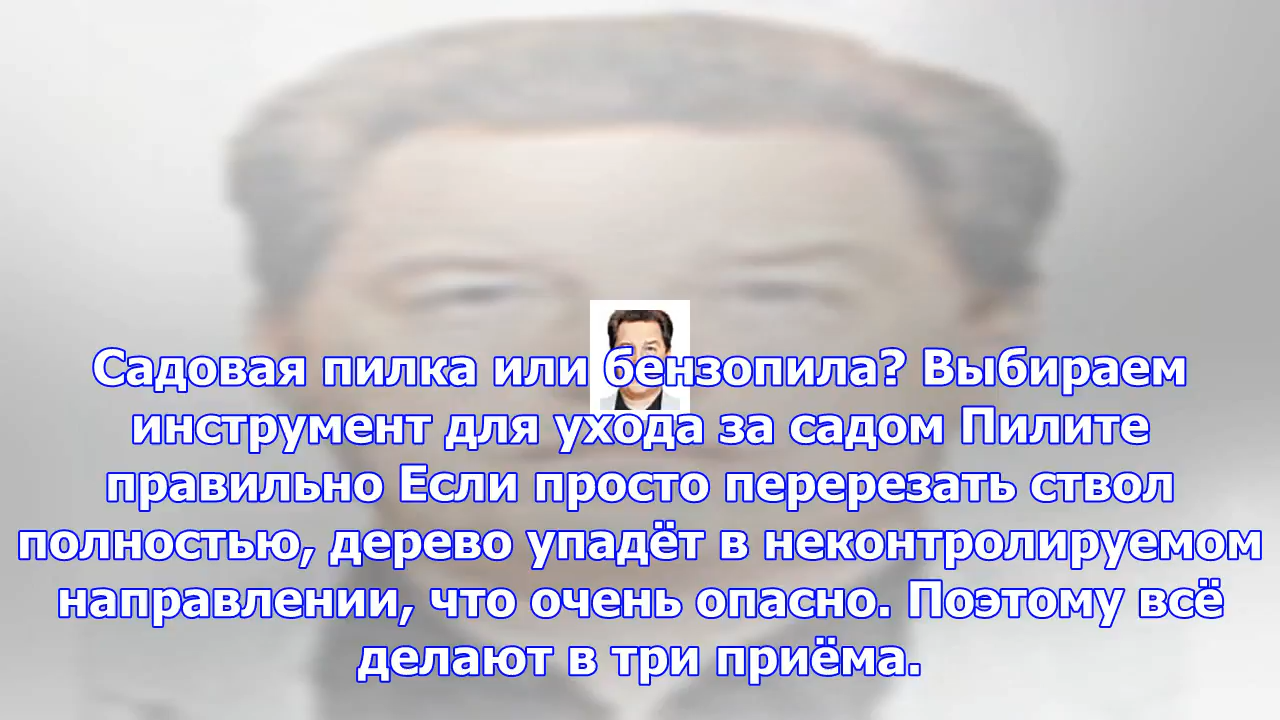 Садовая пилка или бензопила? Выбираем
инструмент для ухода за садом Пилите
правильно Если просто перерезать ствол
полностью, дерево упадёт в неконтролируемом
направлении, что очень опасно. Поэтому всё
делают в три приёма.